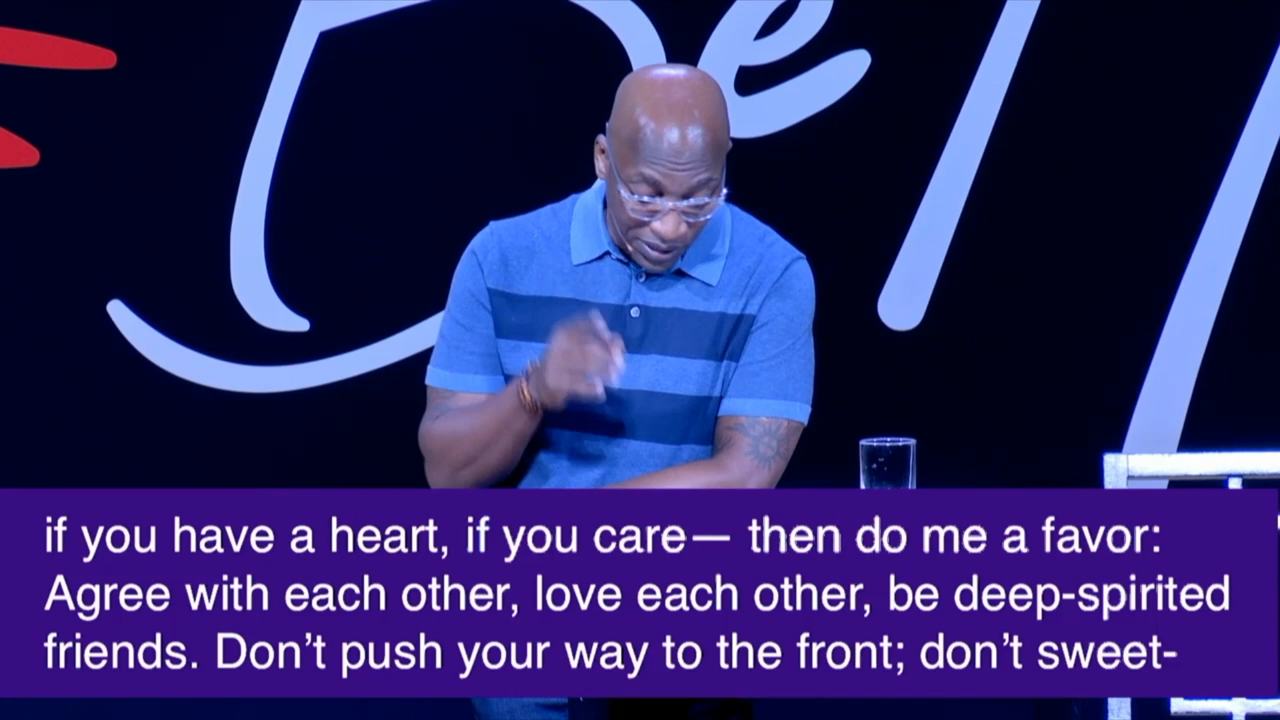 if you have a heart, if you care— then do me a favor:
Agree with each other, love each other, be deep-spirited
friends. Don’t push your way to the front; don’t sweet-